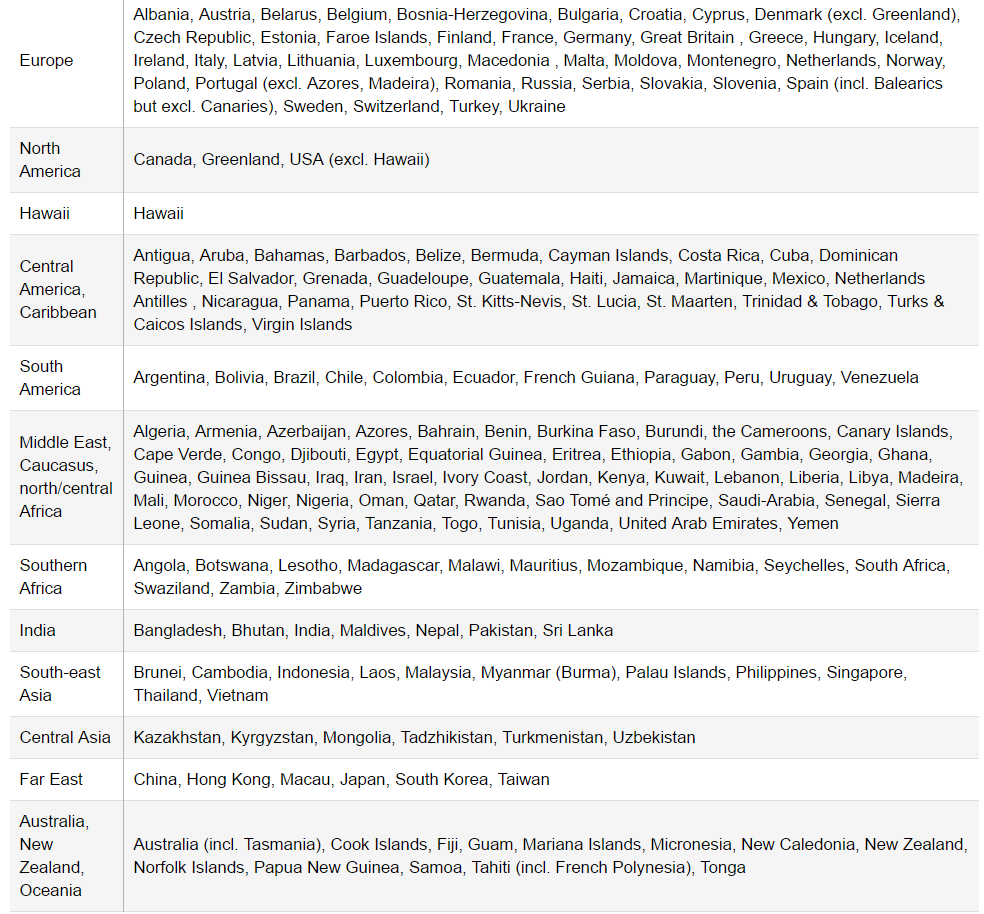 Europe
Albania, Austria, Belarus, Belgium, Bosnia-Herzegovina, Bulgaria, Croatia, Cyprus, Denmark (excl. Greenland),
Czech Republic, Estonia, Faroe Islands, Finland, France, Germany, Great Britain , Greece, Hungary, Iceland,
Ireland, Italy, Latvia, Lithuania, Luxembourg, Macedonia , Malta, Moldova, Montenegro, Netherlands, Norway,
Poland, Portugal (excl. Azores, Madeira), Romania, Russia, Serbia, Slovakia, Slovenia, Spain (incl. Balearics
but excl. Canaries), Sweden, Switzerland, Turkey, Ukraine
North
America
Canada, Greenland, USA (excl. Hawaii)
Hawaii
Hawaii
Central
America,
Caribbean
Antigua, Aruba, Bahamas, Barbados, Belize, Bermuda, Cayman Islands, Costa Rica, Cuba, Dominican
Republic, El Salvador, Grenada, Guadeloupe, Guatemala, Haiti, Jamaica, Martinique, Mexico, Netherlands
Antilles , Nicaragua, Panama, Puerto Rico, St. Kitts-Nevis, St. Lucia, St. Maarten, Trinidad & Tobago, Turks &
Caicos Islands, Virgin Islands
South
America
Argentina, Bolivia, Brazil, Chile, Colombia, Ecuador, French Guiana, Paraguay, Peru, Uruguay, Venezuela
Middle East,
Caucasus,
north/central
Africa
Algeria, Armenia, Azerbaijan, Azores, Bahrain, Benin, Burkina Faso, Burundi, the Cameroons, Canary Islands,
Cape Verde, Congo, Djibouti, Egypt, Equatorial Guinea, Eritrea, Ethiopia, Gabon, Gambia, Georgia, Ghana,
Guinea, Guinea Bissau, Iraq, Iran, Israel, Ivory Coast, Jordan, Kenya, Kuwait, Lebanon, Liberia, Libya, Madeira,
Mali, Morocco, Niger, Nigeria, Oman, Qatar, Rwanda, Sao Tomé and Principe, Saudi-Arabia, Senegal, Sierra
Leone, Somalia, Sudan, Syria, Tanzania, Togo, Tunisia, Uganda, United Arab Emirates, Yemen
Southern
Africa
Angola, Botswana, Lesotho, Madagascar, Malawi, Mauritius, Mozambique, Namibia, Seychelles, South Africa,
Swaziland, Zambia, Zimbabwe
India
Bangladesh, Bhutan, India, Maldives, Nepal, Pakistan, Sri Lanka
South-east
Asia
Brunei, Cambodia, Indonesia, Laos, Malaysia, Myanmar (Burma), Palau Islands, Philippines, Singapore,
Thailand, Vietnam
Central Asia
Kazakhstan, Kyrgyzstan, Mongolia, Tadzhikistan, Turkmenistan, Uzbekistan
Far East
China, Hong Kong, Macau, Japan, South Korea, Taiwan
Australia,
New
Zealand,
Oceania
Australia (incl. Tasmania), Cook Islands, Fiji, Guam, Mariana Islands, Micronesia, New Caledonia, New Zealand,
Norfolk Islands, Papua New Guinea, Samoa, Tahiti (incl. French Polynesia), Tonga